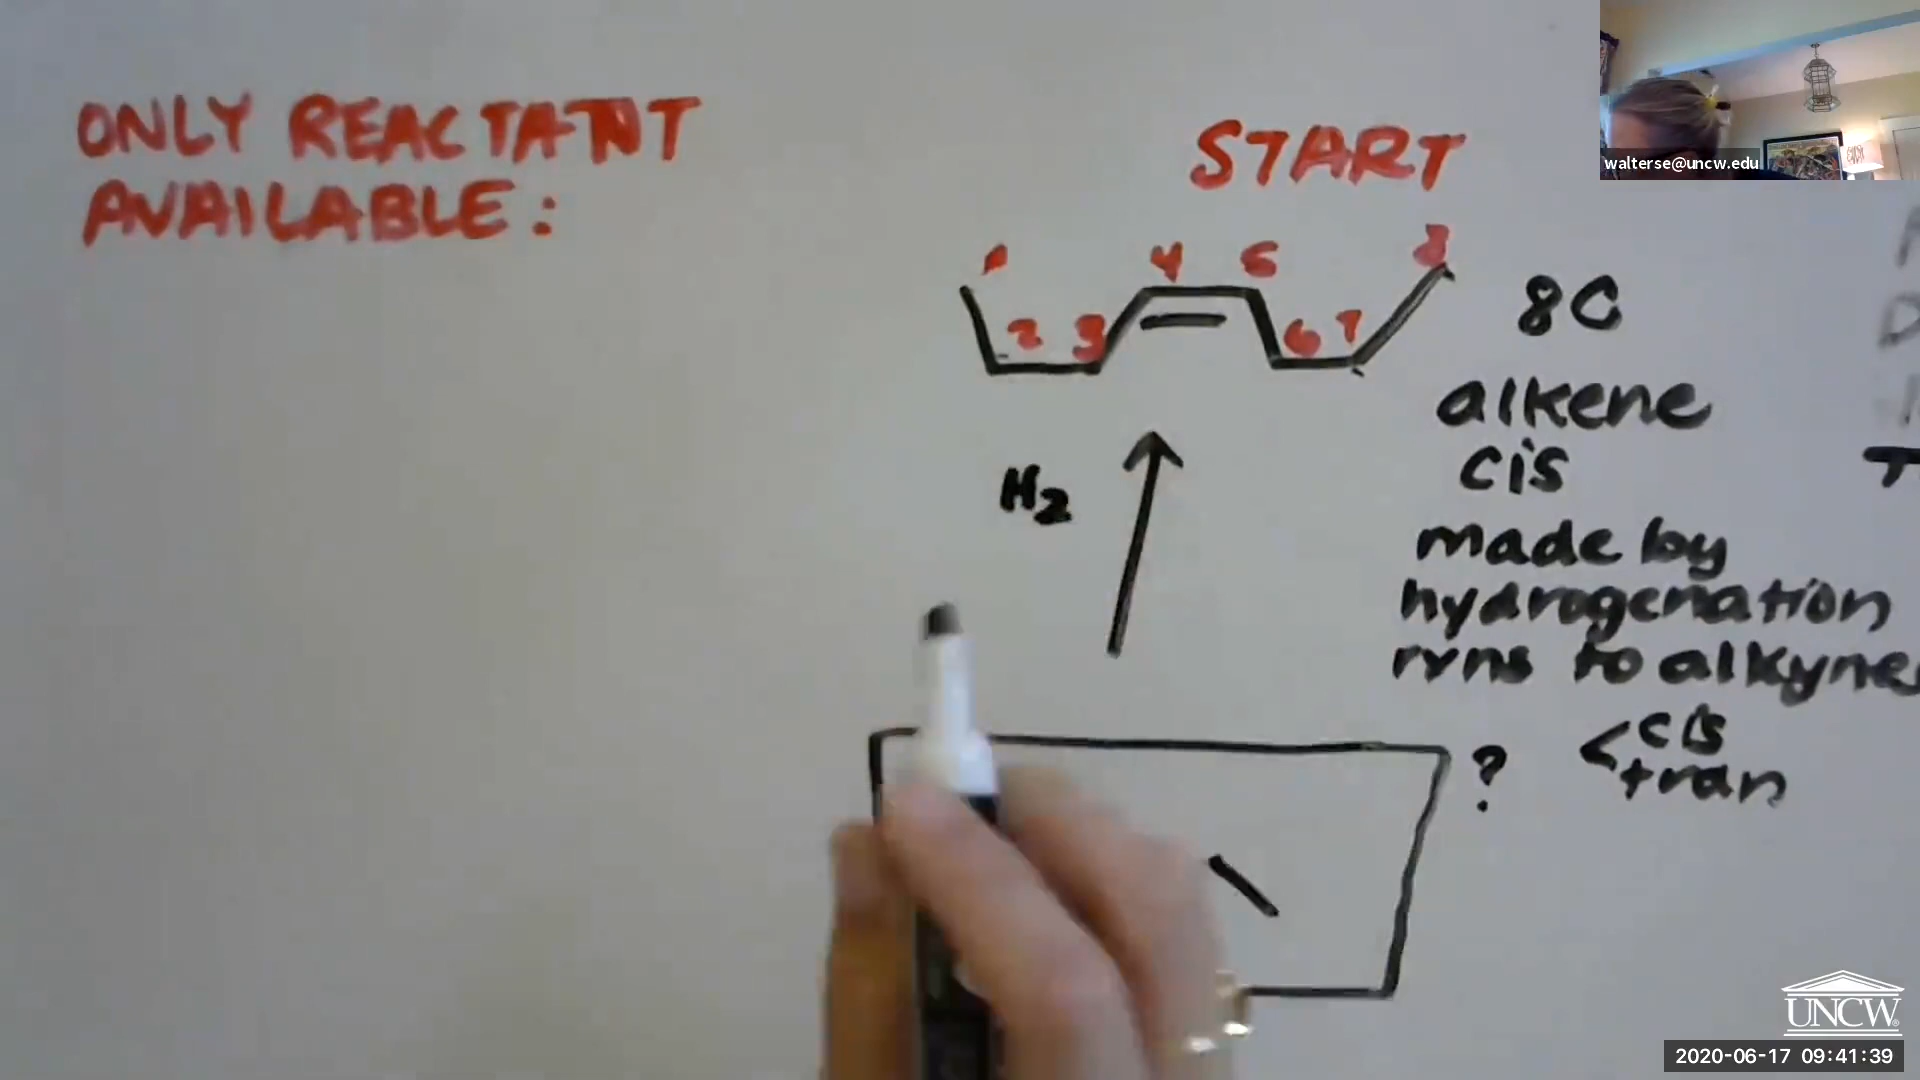 ONLY REACTANT
AVAILABLE:
START
1 2 3 4 5 6 7 8
8C
alkene
cis
made by
hydrogenation
rxns to alkynes
H2
?
< cis
tran
walterse@uncw.edu
UNCW
2020-06-17 09:41:39